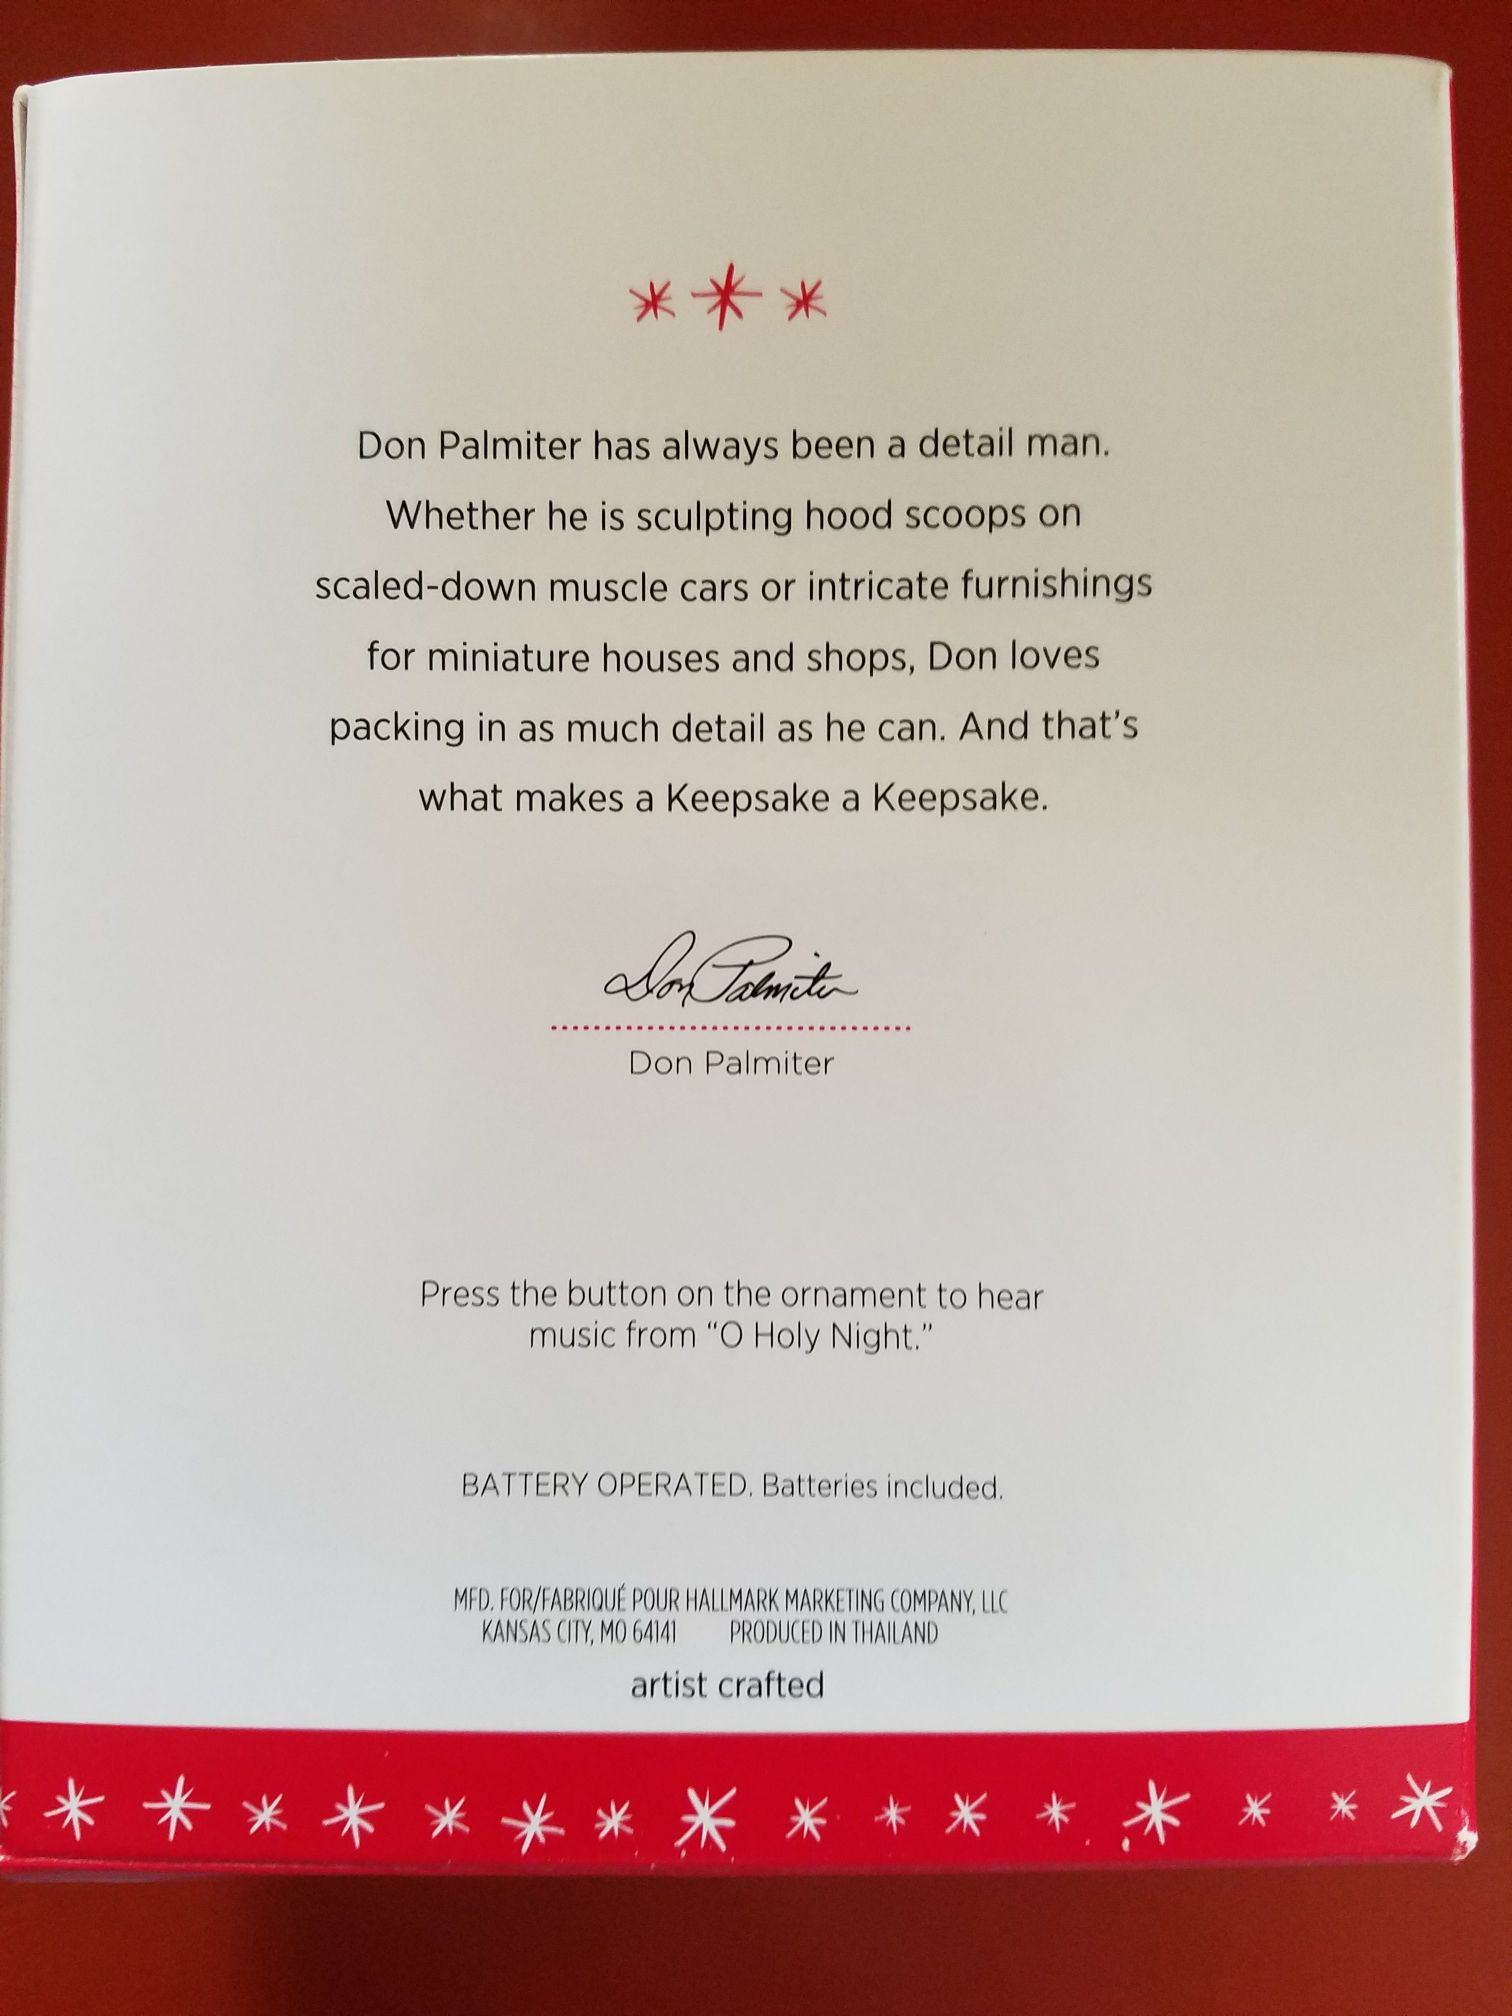 Don Palmiter has always been a detail man.
Whether he is sculpting hood scoops on
scaled-down muscle cars or intricate furnishings
for miniature houses and shops, Don loves
packing in as much detail as he can. And that's
what makes a Keepsake a Keepsake.
Don Palmiter
Don Palmiter
Press the button on the ornament to hear
music from “O Holy Night.”
BATTERY OPERATED. Batteries included.
MFD. FOR/FABRIQUÉ POUR HALLMARK MARKETING COMPANY, LLC
KANSAS CITY, MO 64141 PRODUCED IN THAILAND
artist crafted